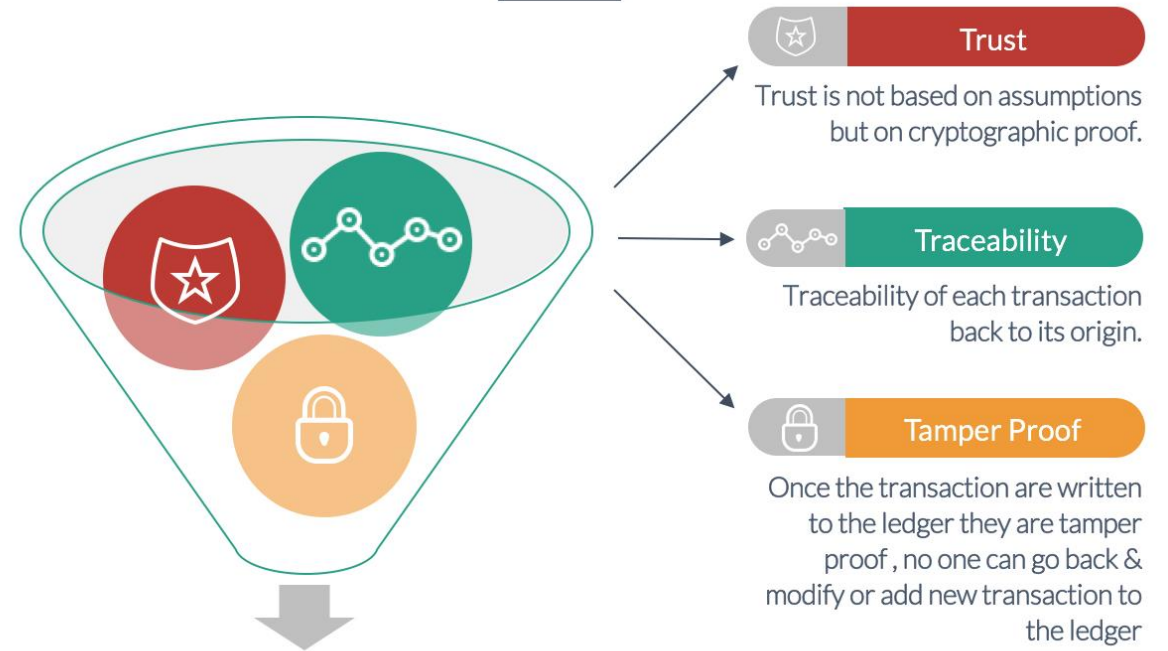 Trust
Trust is not based on assumptions
but on cryptographic proof.
Traceability
Traceability of each transaction
back to its origin.
Tamper Proof
Once the transaction are written
to the ledger they are tamper
proof , no one can go back &
modify or add new transaction to
the ledger